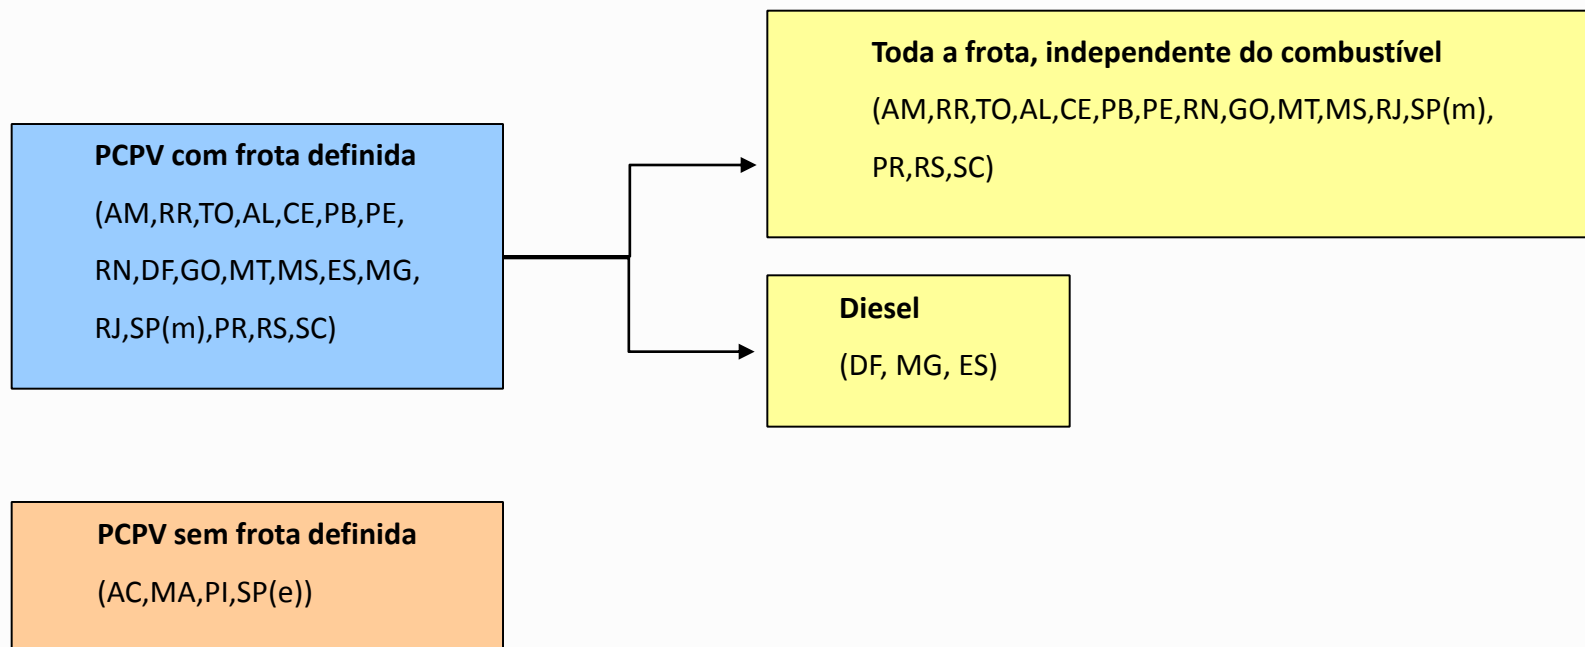 PCPV com frota definida
(AM,RR,TO,AL,CE,PB,PE,
RN,DF,GO,MT,MS,ES,MG,
RJ,SP(m),PR,RS,SC)
Toda a frota, independente do combustível
(AM,RR,TO,AL,CE,PB,PE,RN,GO,MT,MS,RJ,SP(m),
PR,RS,SC)
Diesel
(DF, MG, ES)
PCPV sem frota definida
(AC,MA,PI,SP(e))